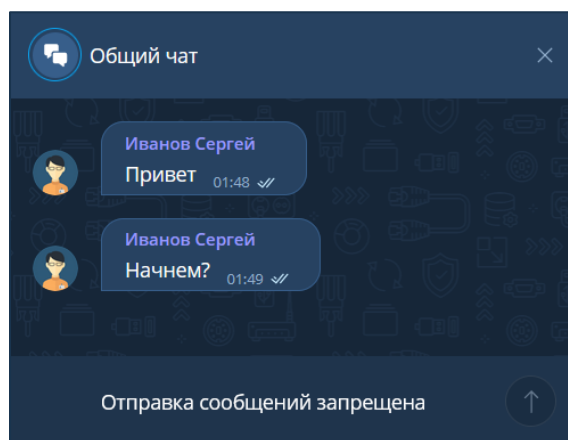 Общий чат
Иванов Сергей
Привет 01:48
Иванов Сергей
Начнем? 01:49
Отправка сообщений запрещена